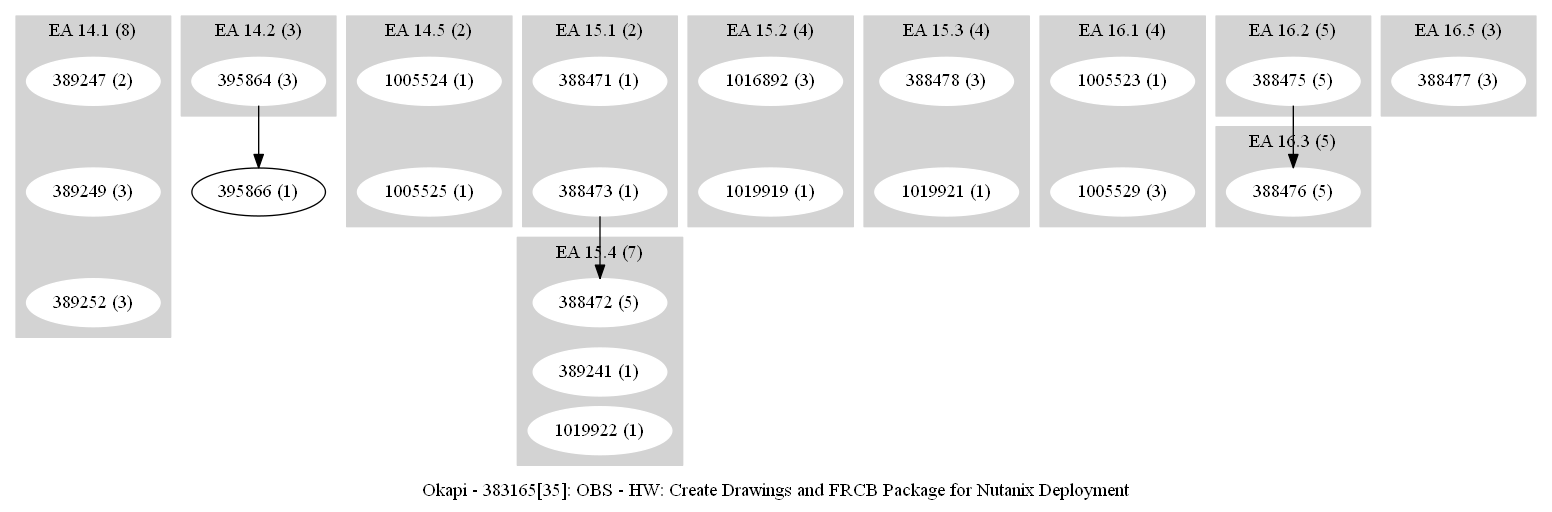 EA 14.1 (8)
EA 14.2 (3)
EA 14.5 (2)
EA 15.1 (2)
EA 15.2 (4)
EA 15.3 (4)
EA 16.1 (4)
EA 16.2 (5)
EA 16.5 (3)
389247 (2)
395864 (3)
1005524 (1)
388471 (1)
1016892 (3)
388478 (3)
1005523 (1)
388475 (5)
388477 (3)
EA 16.3 (5)
389249 (3)
395866 (1)
1005525 (1)
388473 (1)
1019919 (1)
1019921 (1)
1005529 (3)
388476 (5)
EA 15.4 (7)
389252 (3)
388472 (5)
389241 (1)
1019922 (1)
Okapi - 383165[35]: OBS - HW: Create Drawings and FRCB Package for Nutanix Deployment